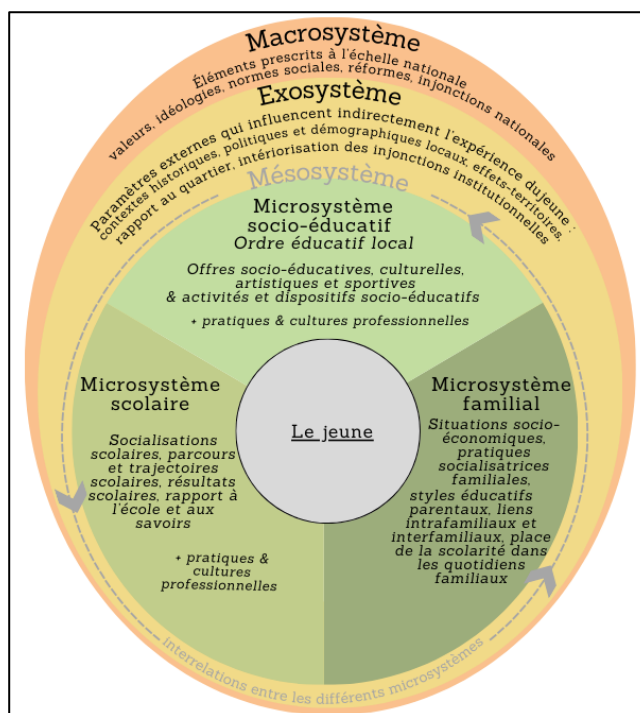 Macrosystème
Éléments prescrits à l'échelle nationale
valeurs, idéologies, normes sociales, réformes, injonctions nationales
Exosystème
Paramètres externes qui influencent indirectement l'expérience dujeune :
contextes historiques, politiques et démographiques locaux, effets-territoires,
rapport au quartier, intériorisation des injonctions institutionnelles
Mésosystème
Microsystème
socio-éducatif
Ordre éducatif local
Offres socio-éducatives, culturelles,
artistiques et sportives
& activités et dispositifs socio-éducatifs
+ pratiques & cultures professionnelles
Microsystème
scolaire
Socialisations
scolaires, parcours
et trajectoires
scolaires, résultats
scolaires, rapport à
l'école et aux
savoirs
+ pratiques &
cultures
professionnelles
Le jeune
Microsystème
familial
Situations socio-
économiques,
pratiques
socialisatrices
familiales,
styles éducatifs
parentaux, liens
intrafamiliaux et
interfamiliaux, place
de la scolarité dans
les quotidiens
familiaux
interrelations entre les différents microsystèmes